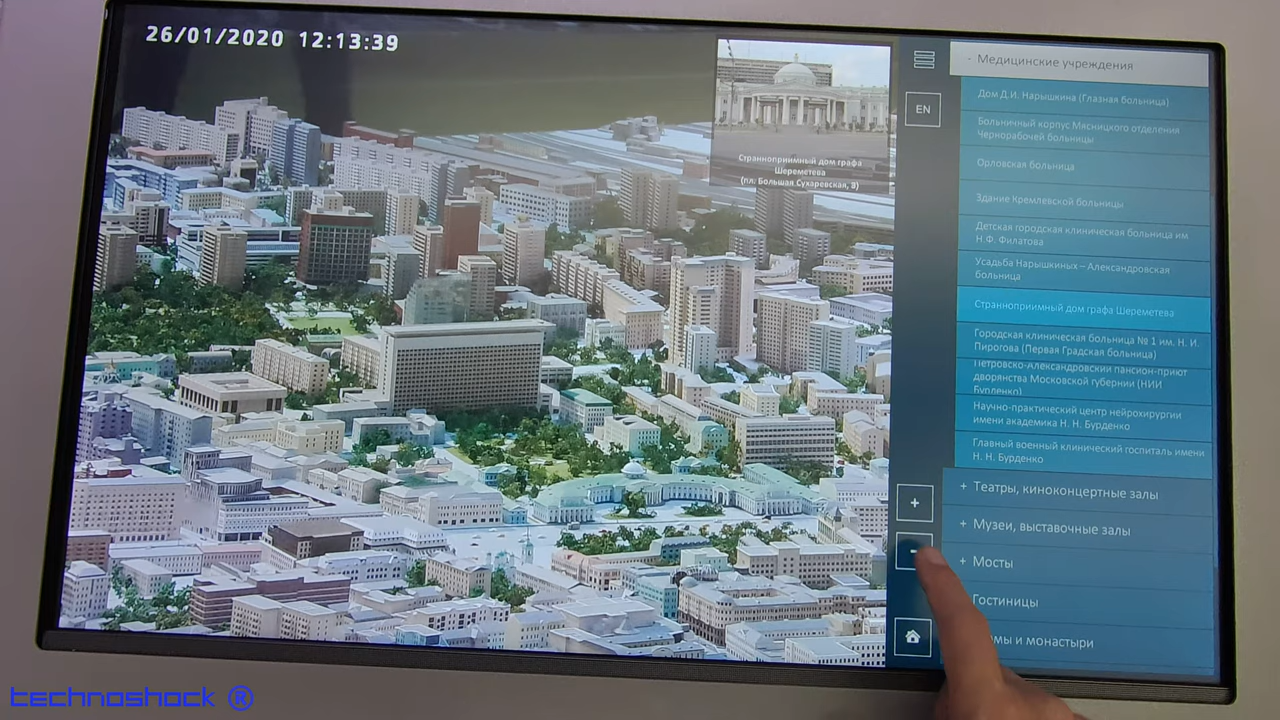 26/01/2020 12:13:39
Странноприимный дом графа
Шереметева
(пл. Большая Сухаревская, 3)
EN
- Медицинские учреждения
Дом Д.И. Нарышкина (Глазная больница)
Больничный корпус Мясницкого отделения
Чернорабочей больницы
Орловская больница
Здание Кремлевской больницы
Детская городская клиническая больница им
Н.Ф. Филатова
Усадьба Нарышкиных – Александровская
больница
Странноприимный дом графа Шереметева
Городская клиническая больница № 1 им. Н. И.
Пирогова (Первая Градская больница)
Петровско-Александровский пансион-приют
дворянства Московской губернии (НИИ
Бурденко)
Научно-практический центр нейрохирургии
имени академика Н. Н. Бурденко
Главный военный клинический госпиталь имени
Н. Н. Бурденко
+ Театры, киноконцертные залы
+ Музеи, выставочные залы
+ Мосты
Гостиницы
и монастыри
+
-
technoshock ®